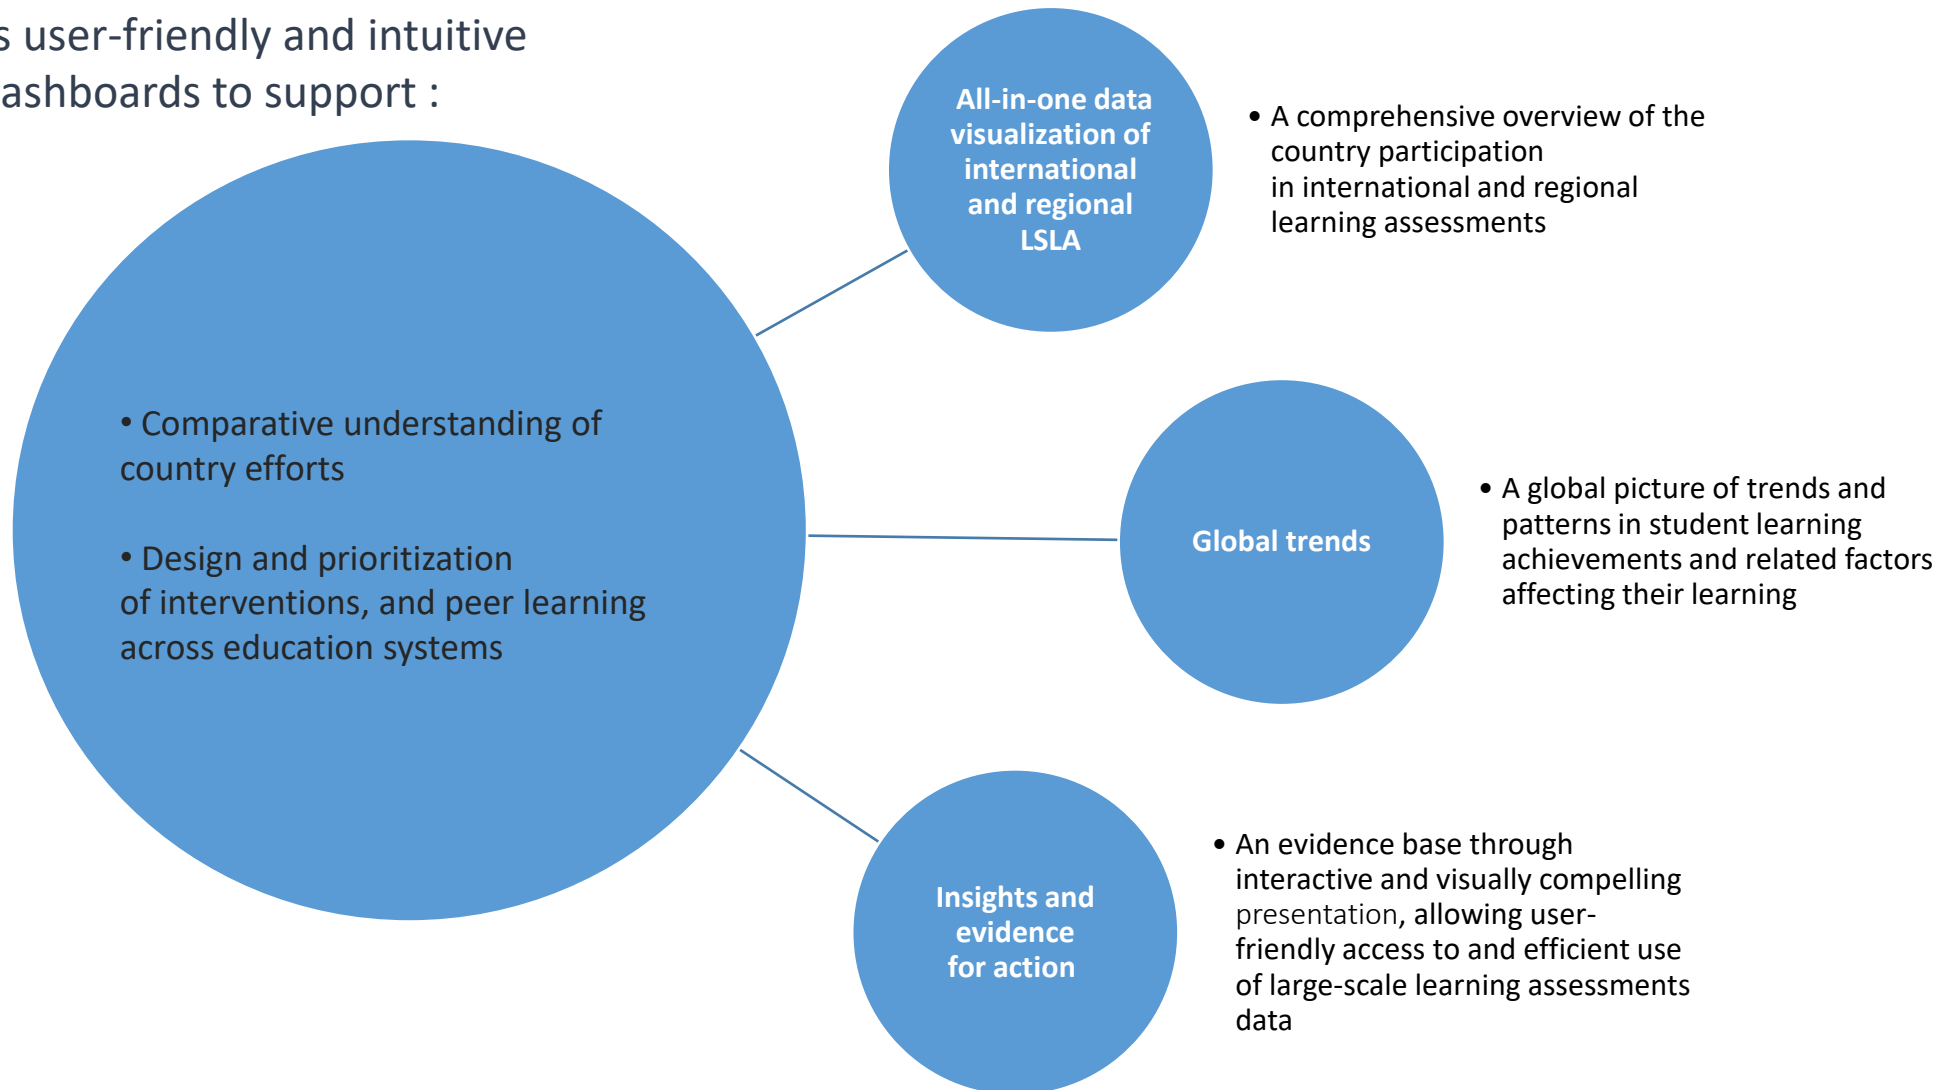 s user-friendly and intuitive
ashboards to support :
• Comparative understanding of
country efforts
• Design and prioritization
of interventions, and peer learning
across education systems
All-in-one data
visualization of
international
and regional
LSLA
• A comprehensive overview of the
country participation
in international and regional
learning assessments
Global trends
• A global picture of trends and
patterns in student learning
achievements and related factors
affecting their learning
Insights and
evidence
for action
• An evidence base through
interactive and visually compelling
presentation, allowing user-
friendly access to and efficient use
of large-scale learning assessments
data